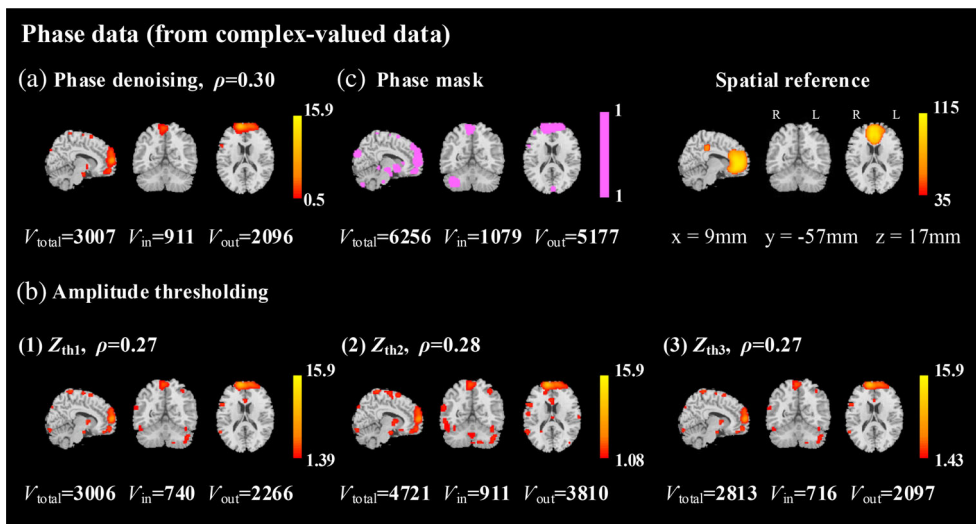 Phase data (from complex-valued data)
(a) Phase denoising, ρ=0.30
(c) Phase mask
Spatial reference
15.9
0.5
1
1
R L R L
115
35
Vtotal=3007 Vin=911 Vout=2096
Vtotal=6256 Vin=1079 Vout=5177
x = 9mm y = -57mm z = 17mm
(b) Amplitude thresholding
(1) Zth1, ρ=0.27
(2) Zth2, ρ=0.28
(3) Zth3, ρ=0.27
15.9
1.39
15.9
1.08
15.9
1.43
Vtotal=3006 Vin=740 Vout=2266
Vtotal=4721 Vin=911 Vout=3810
Vtotal=2813 Vin=716 Vout=2097